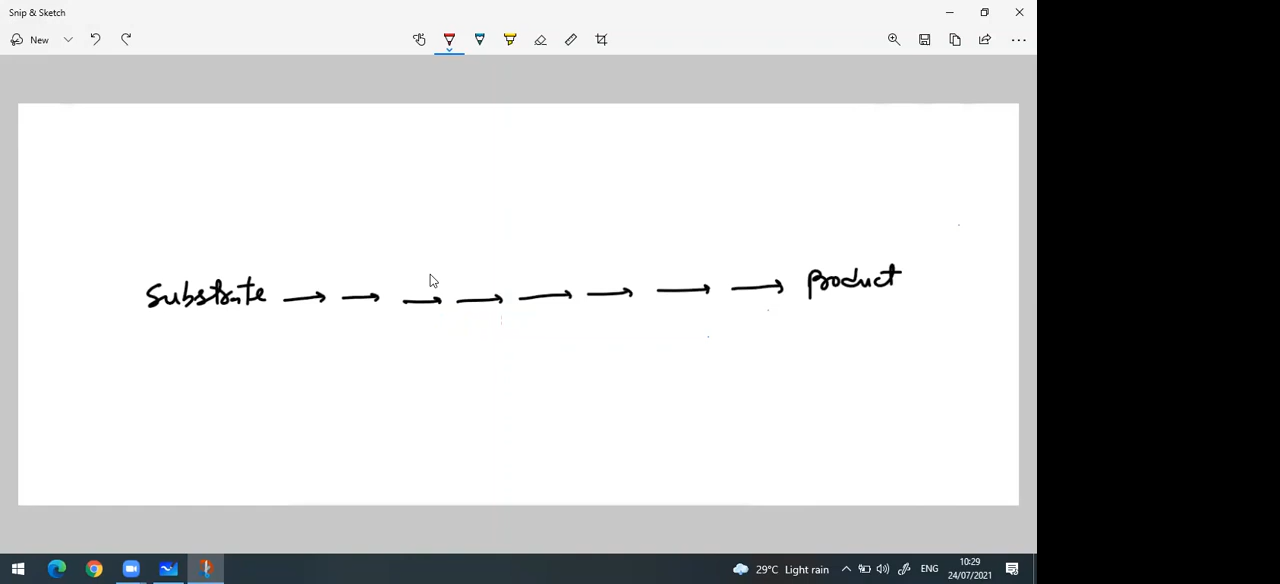 Snip & Sketch
New
Substrate → → → → → → → → Product
29°C Light rain ENG 10:29
24/07/2021